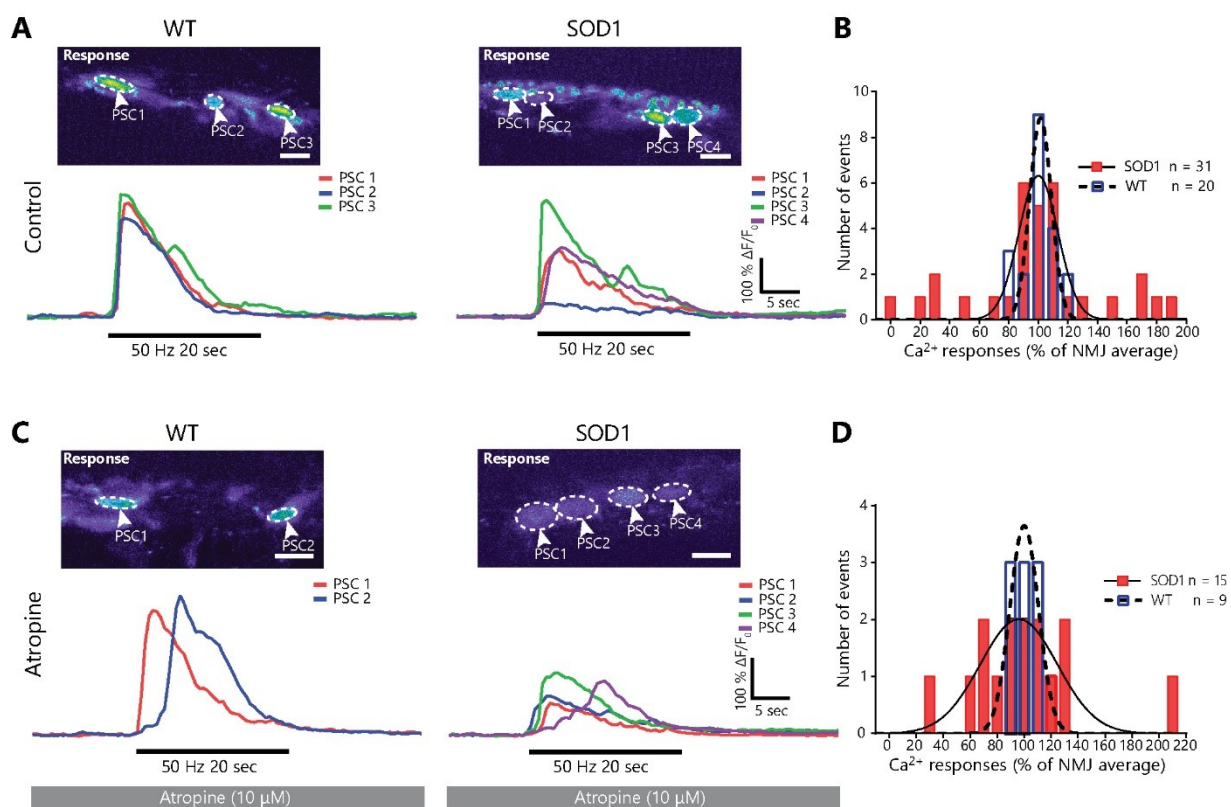 A
WT
SOD1
B
Response
PSC1
PSC2
PSC3
Response
PSC1
PSC2
PSC3
PSC4
Control
PSC 1
PSC 2
PSC 3
PSC 1
PSC 2
PSC 3
PSC 4
100 % ΔF/F₀
5 sec
50 Hz 20 sec
50 Hz 20 sec
Number of events
10
8
6
4
2
0
SOD1 n = 31
WT n = 20
0 20 40 60 80 100 120 140 160 180 200
Ca²⁺ responses (% of NMJ average)
C
WT
SOD1
D
Response
PSC1
PSC2
Response
PSC1
PSC2
PSC3
PSC4
Atropine
PSC 1
PSC 2
PSC 1
PSC 2
PSC 3
PSC 4
100 % ΔF/F₀
5 sec
50 Hz 20 sec
50 Hz 20 sec
Atropine (10 µM)
Atropine (10 µM)
Number of events
4
3
2
1
0
SOD1 n = 15
WT n = 9
0 20 40 60 80 100 120 140 160 180 200 220
Ca²⁺ responses (% of NMJ average)